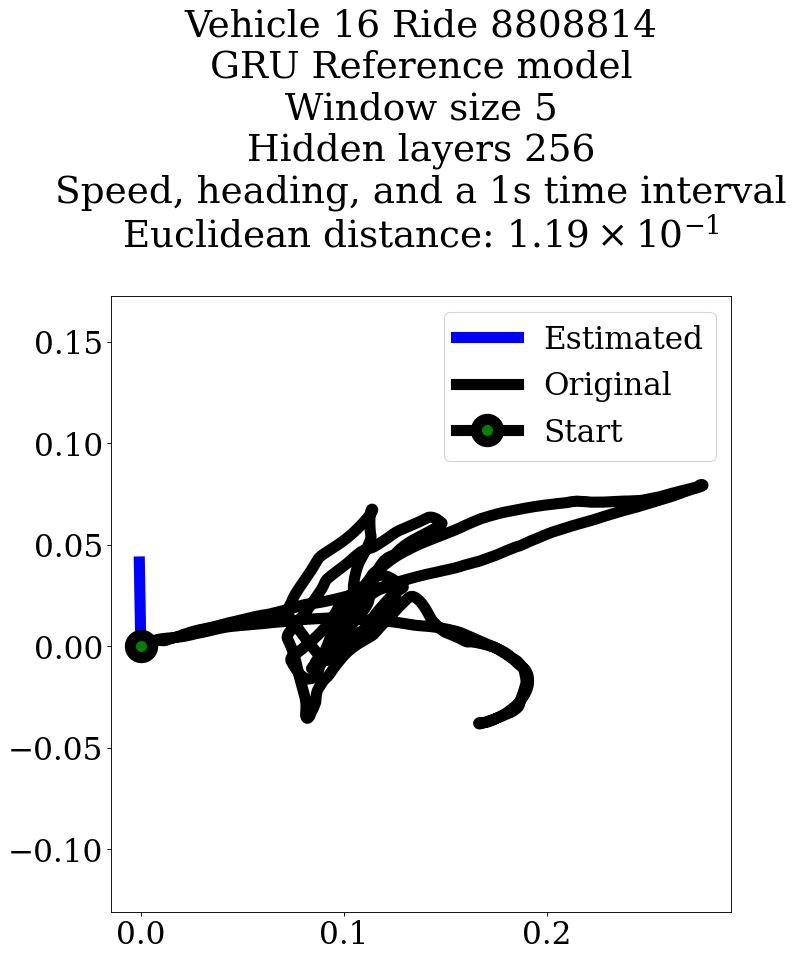 Vehicle 16 Ride 8808814
GRU Reference model
Window size 5
Hidden layers 256
Speed, heading, and a 1s time interval
Euclidean distance: 1.19 × 10⁻¹
Estimated
Original
Start
0.15
0.10
0.05
0.00
−0.05
−0.10
0.0 0.1 0.2